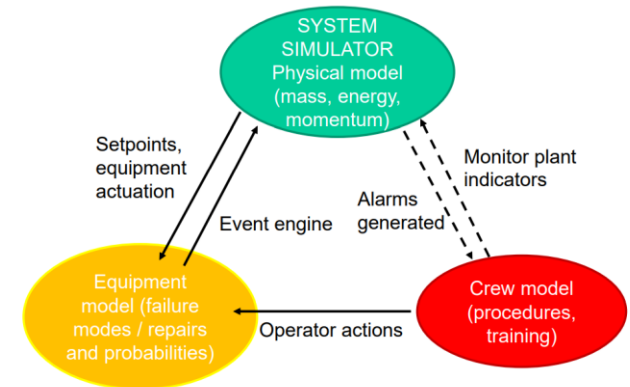 SYSTEM
SIMULATOR
Physical model
(mass, energy,
momentum)
Setpoints,
equipment
actuation
Monitor plant
indicators
Alarms
generated
Event engine
Equipment
model (failure
modes / repairs
and probabilities)
Operator actions
Crew model
(procedures,
training)